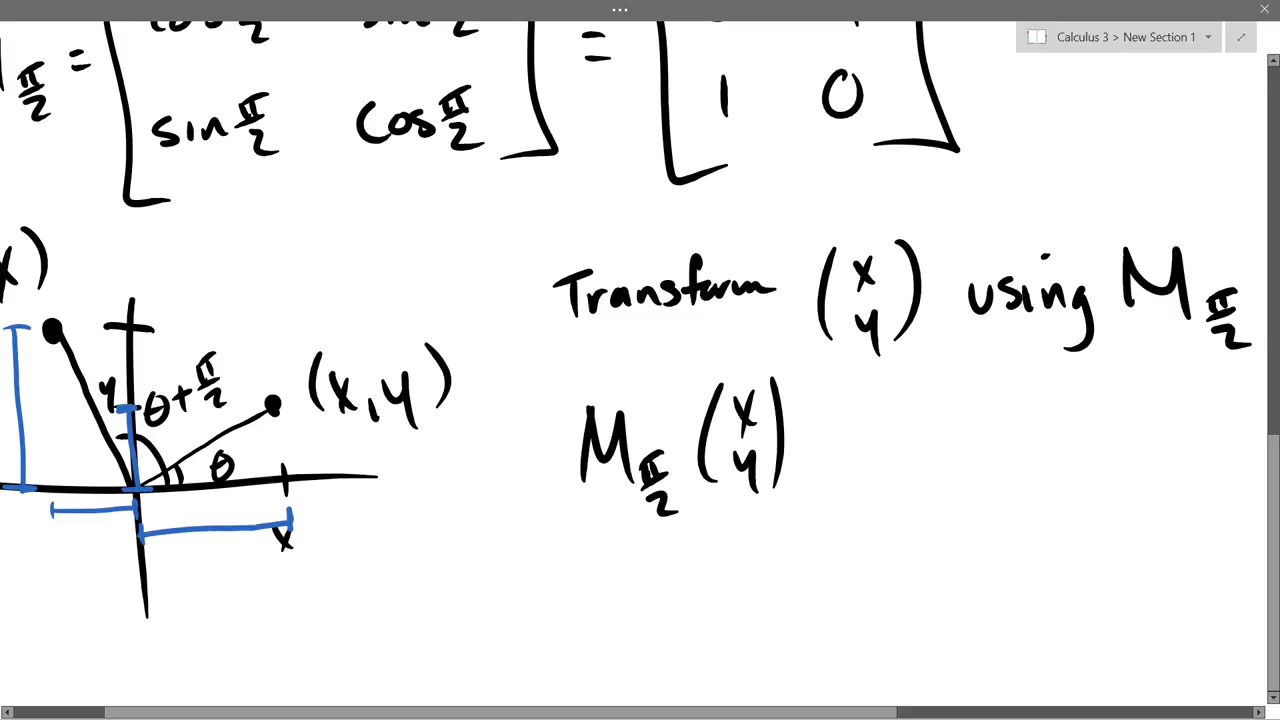 Calculus 3 > New Section 1
π/2 =
sin π/2 cos π/2
=
1 0
x)
Transform (x y) using M π/2
y θ + π/2 (x, y)
M π/2 (x y)
θ
x